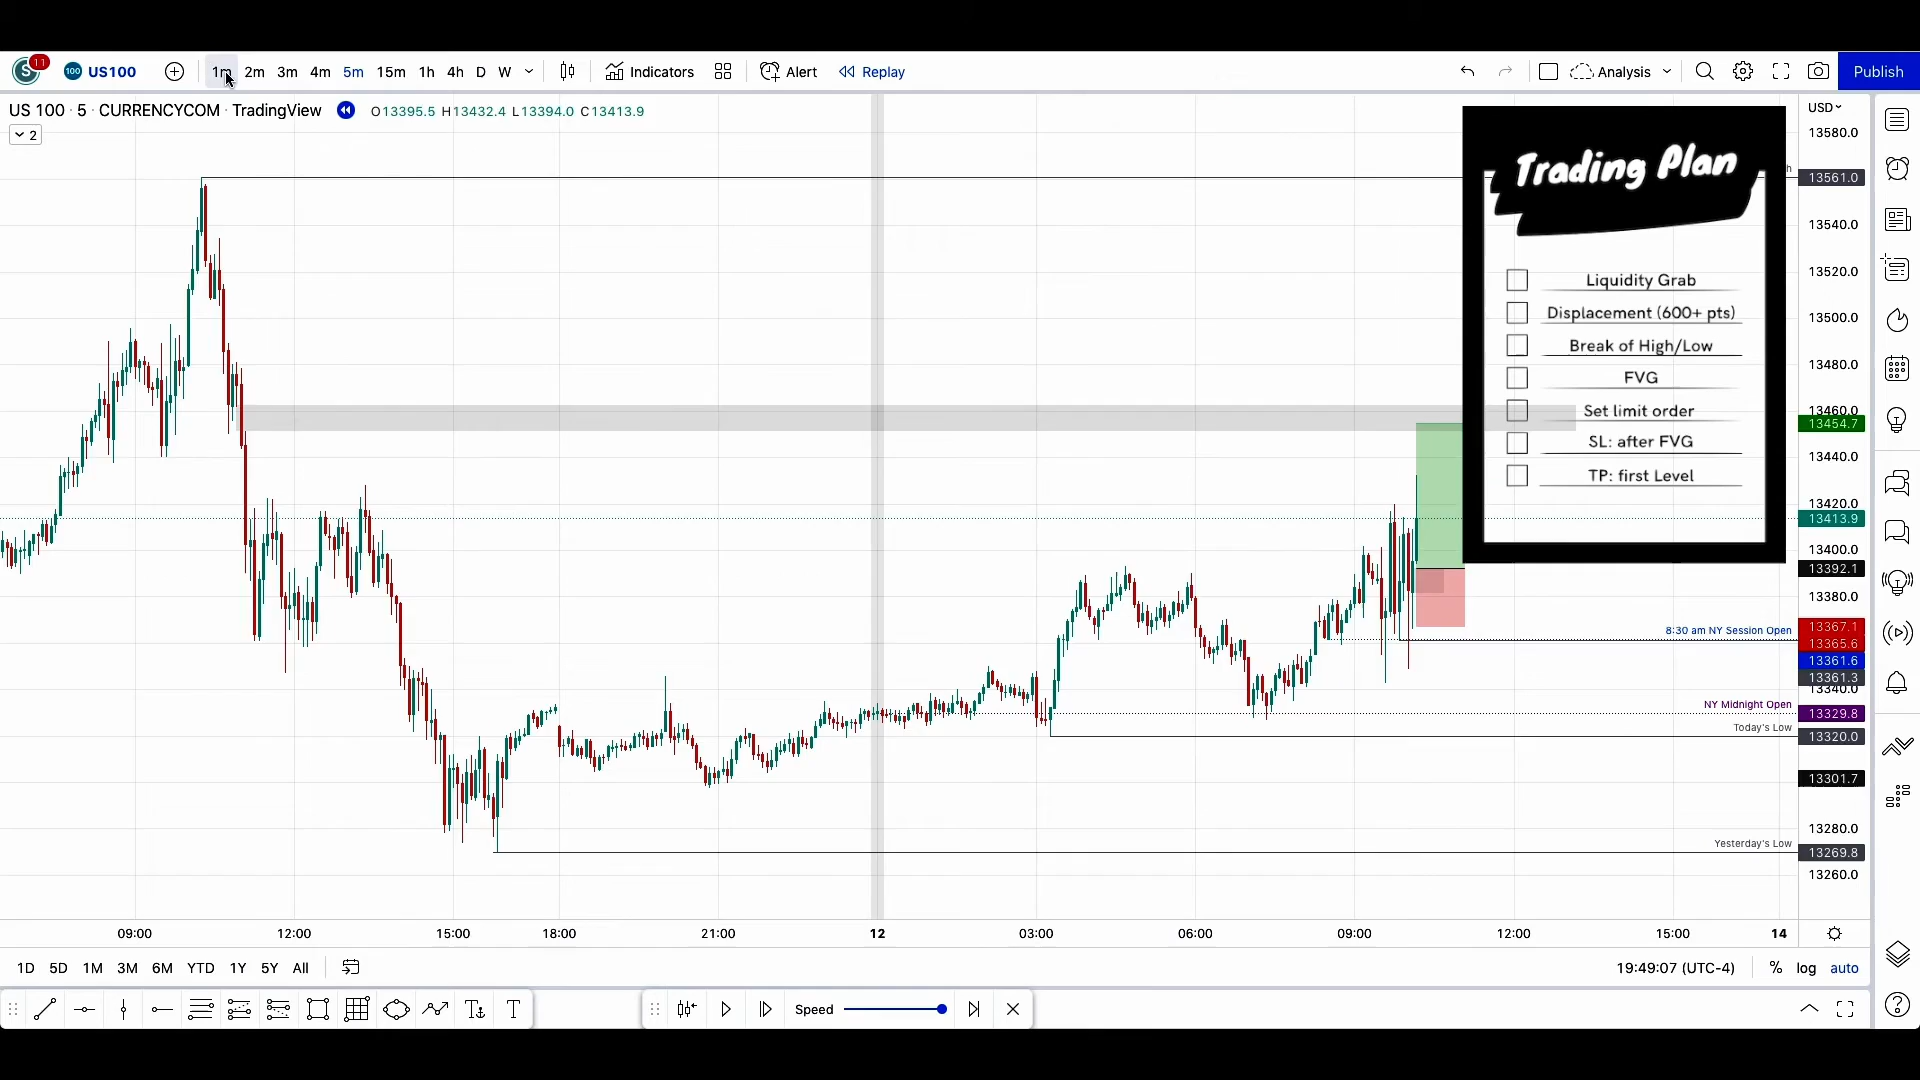 S 11 100 US100 1m 2m 3m 4m 5m 15m 1h 4h D W Indicators Alert Replay Analysis Publish
US 100 · 5 · CURRENCYCOM · TradingView O13395.5 H13432.4 L13394.0 C13413.9
2
USD
13580.0
h 13561.0
13540.0
13520.0
13500.0
13480.0
13460.0
13454.7
13440.0
13420.0
13413.9
13400.0
13392.1
13380.0
13367.1
13365.6
13361.6
13361.3
13340.0
13329.8
13320.0
13301.7
13280.0
13269.8
13260.0
Trading Plan
Liquidity Grab
Displacement (600+ pts)
Break of High/Low
FVG
Set limit order
SL: after FVG
TP: first Level
8:30 am NY Session Open
NY Midnight Open
Today's Low
Yesterday's Low
09:00 12:00 15:00 18:00 21:00 12 03:00 06:00 09:00 12:00 15:00 14
1D 5D 1M 3M 6M YTD 1Y 5Y All 19:49:07 (UTC-4) % log auto
T T Speed